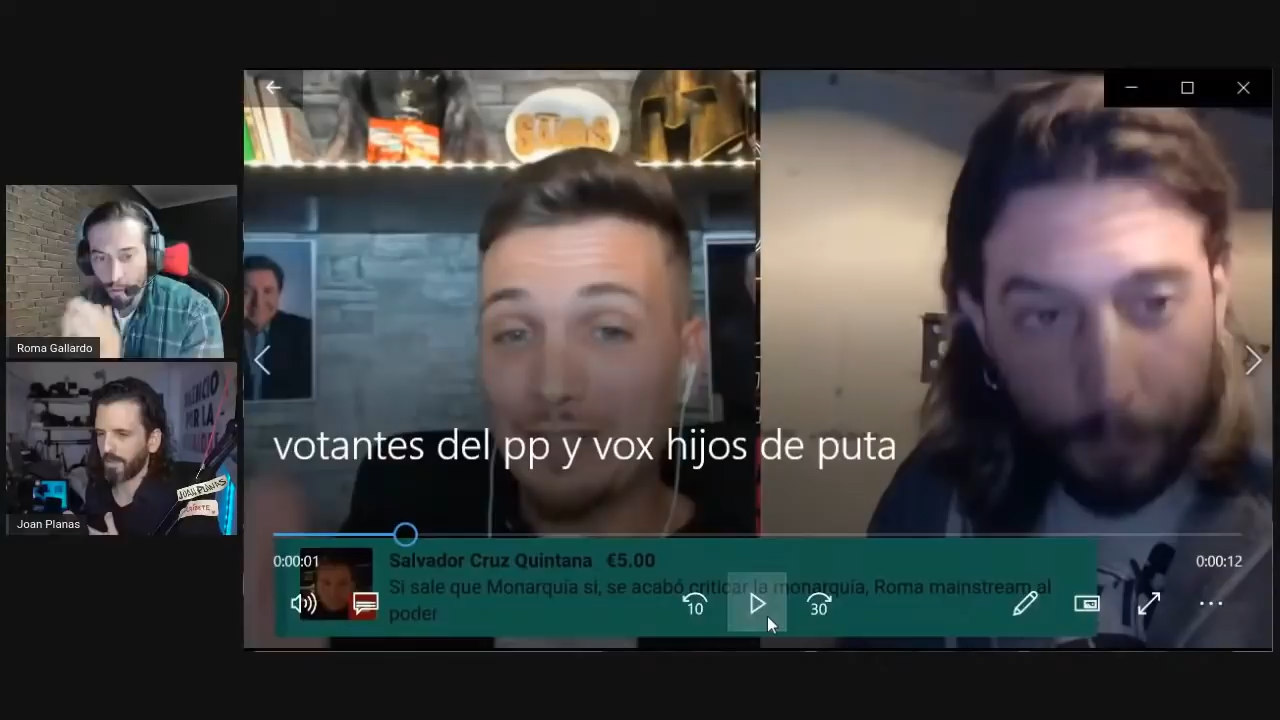 Roma Gallardo
Joan Planas
JOAN PLANAS
votantes del pp y vox hijos de puta
0:00:01
0:00:12
Salvador Cruz Quintana €5.00
Si sale que Monarquía si, se acabó criticar la monarquía, Roma mainstream al
poder
10
30